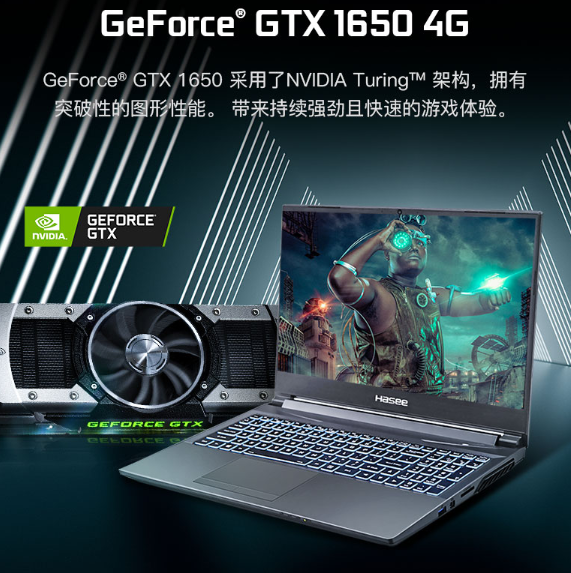 GeForce® GTX 1650 4G
GeForce® GTX 1650 采用了NVIDIA Turing™ 架构，拥有
突破性的图形性能。 带来持续强劲且快速的游戏体验。
NVIDIA.
GEFORCE®
GTX
GEFORCE GTX
Hasee